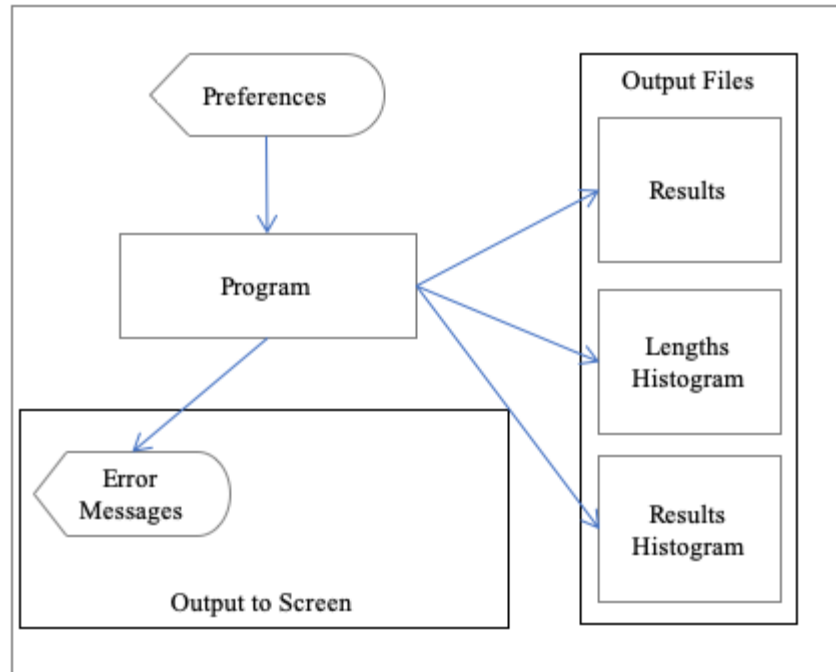 Preferences
Output Files
Results
Program
Lengths
Histogram
Error
Messages
Results
Histogram
Output to Screen